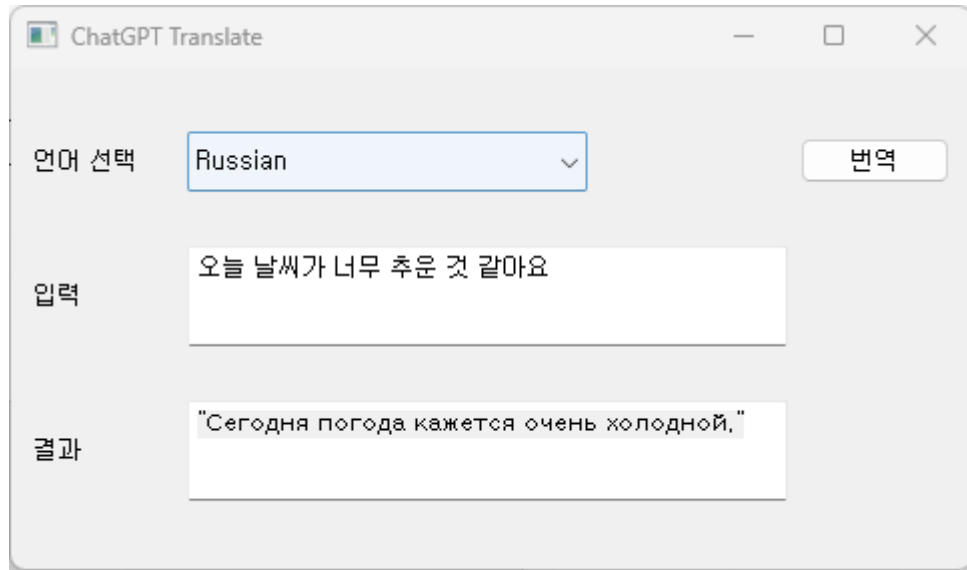 ChatGPT Translate
언어 선택 Russian 번역
입력 오늘 날씨가 너무 추운 것 같아요
결과 "Сегодня погода кажется очень холодной."